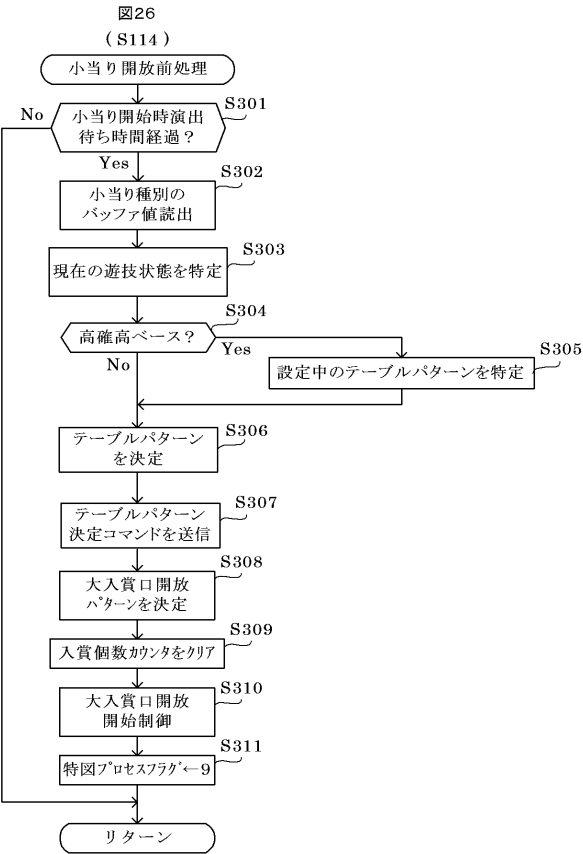 図26
(S114)
小当り開放前処理
S301
No
小当り開始時演出
待ち時間経過？
Yes
S302
小当り種別の
バッファ値読出
S303
現在の遊技状態を特定
S304
高確高ベース？
Yes
No
S305
設定中のテーブルパターンを特定
S306
テーブルパターン
を決定
S307
テーブルパターン
決定コマンドを送信
S308
大入賞口開放
ﾊﾟﾀｰﾝを決定
S309
入賞個数ｶｳﾝﾀをｸﾘｱ
S310
大入賞口開放
開始制御
S311
特図ﾌﾟﾛｾｽﾌﾗｸﾞ←9
リターン